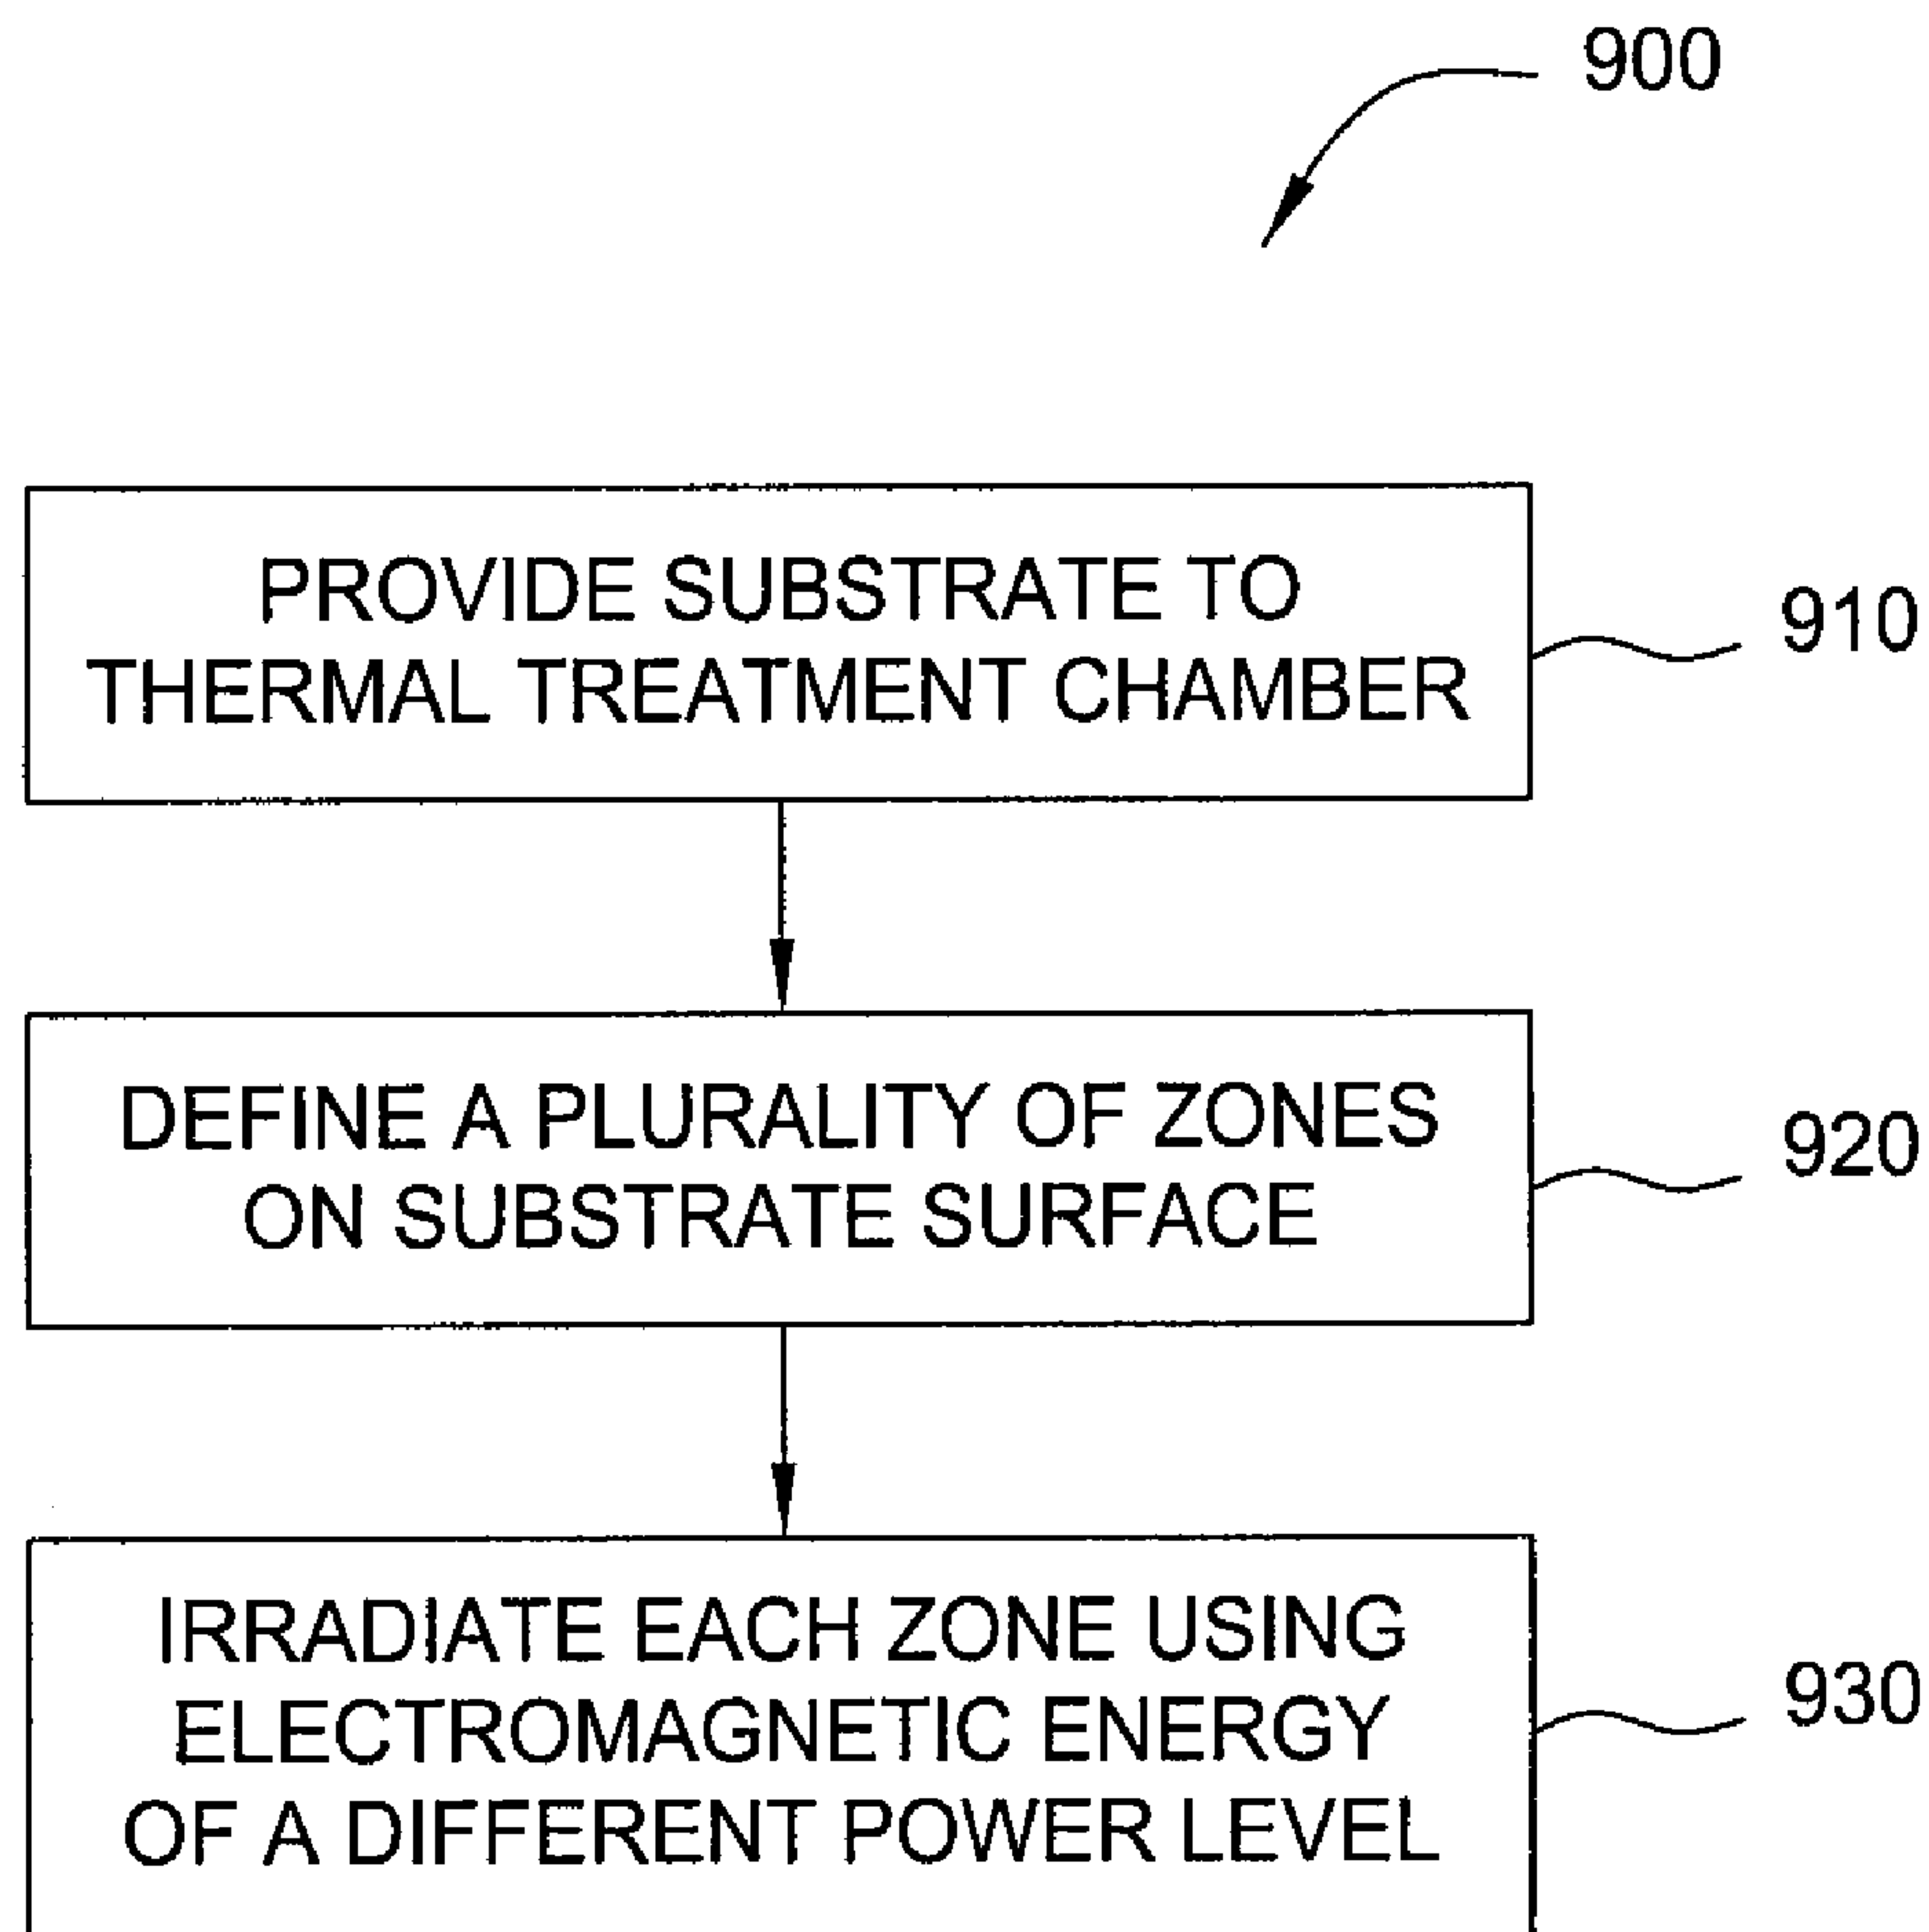 900
PROVIDE SUBSTRATE TO
THERMAL TREATMENT CHAMBER
910
DEFINE A PLURALITY OF ZONES
ON SUBSTRATE SURFACE
920
IRRADIATE EACH ZONE USING
ELECTROMAGNETIC ENERGY
OF A DIFFERENT POWER LEVEL
930